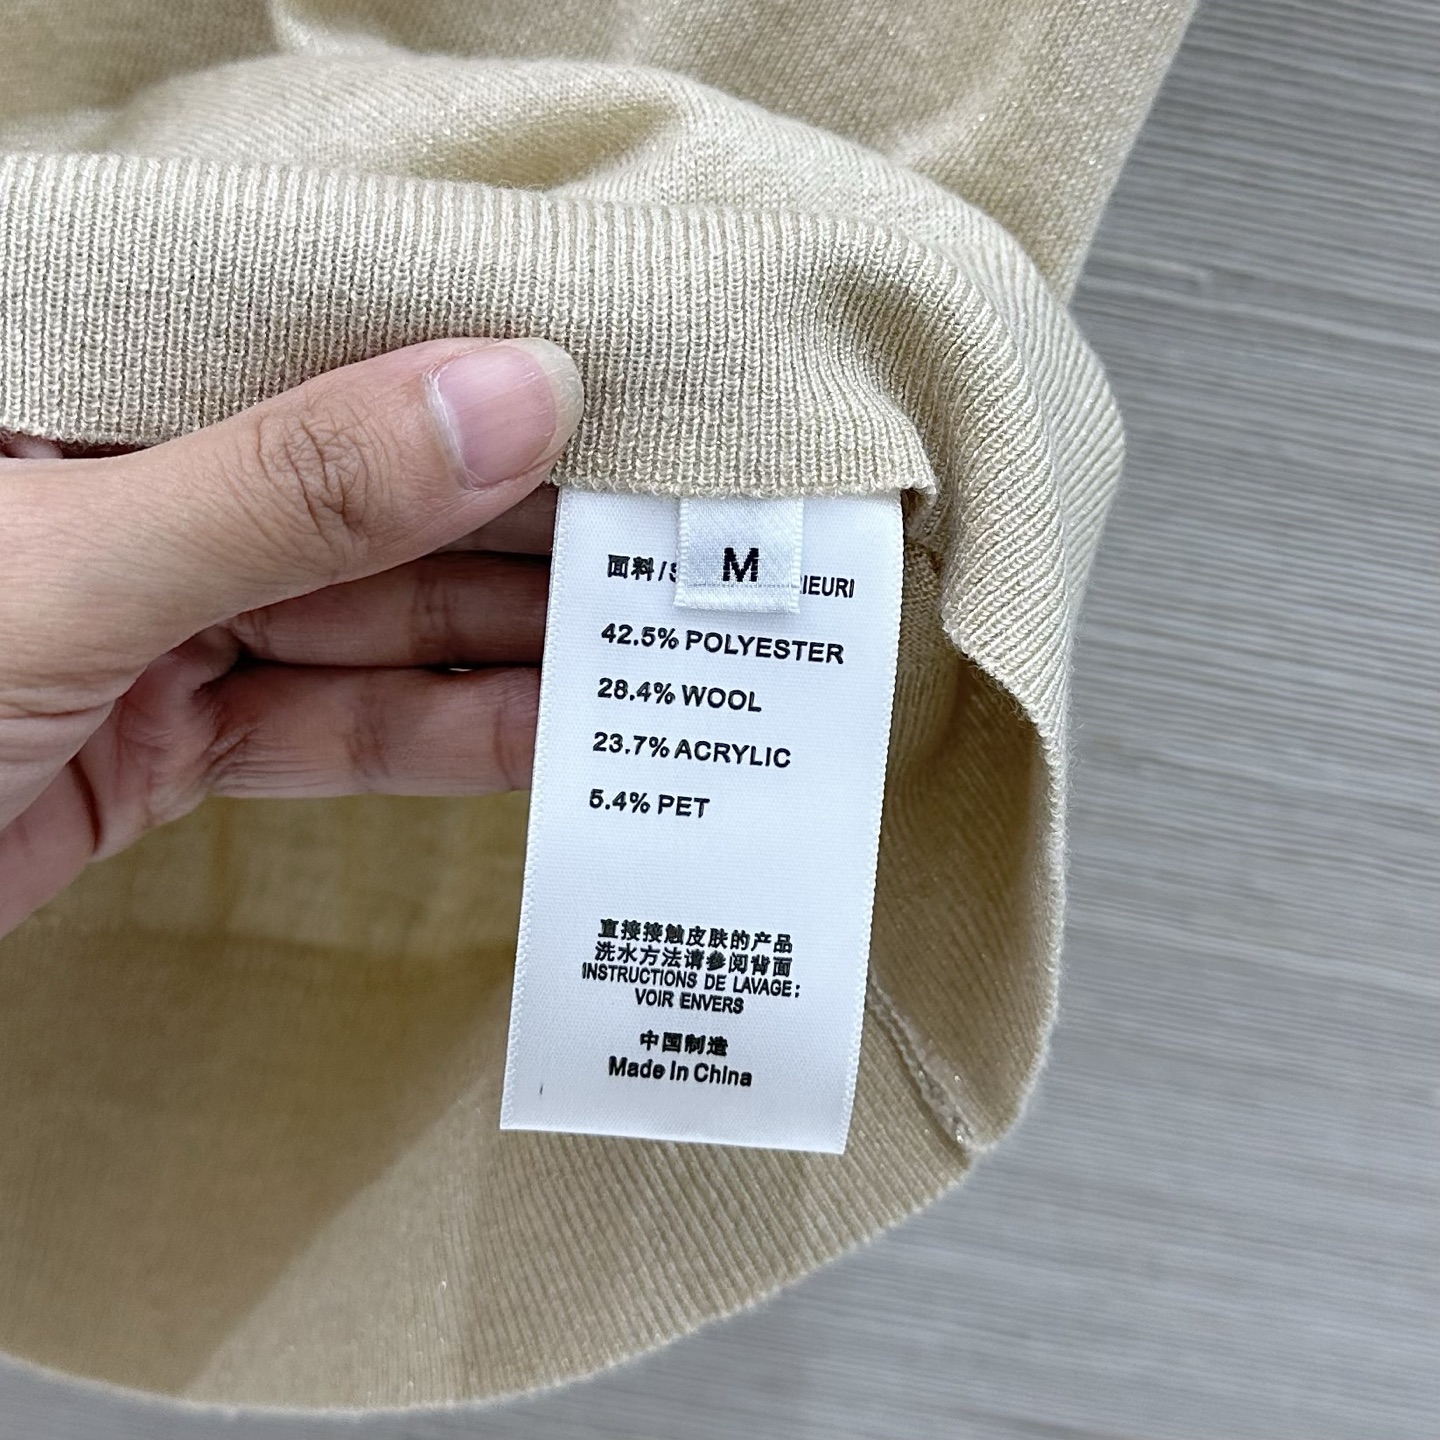 M
面料/
42.5% POLYESTER
28.4% WOOL
23.7% ACRYLIC
5.4% PET
直接接触皮肤的产品
洗水方法请参阅背面
INSTRUCTIONS DE LAVAGE:
VOIR ENVERS
中国制造
Made In China